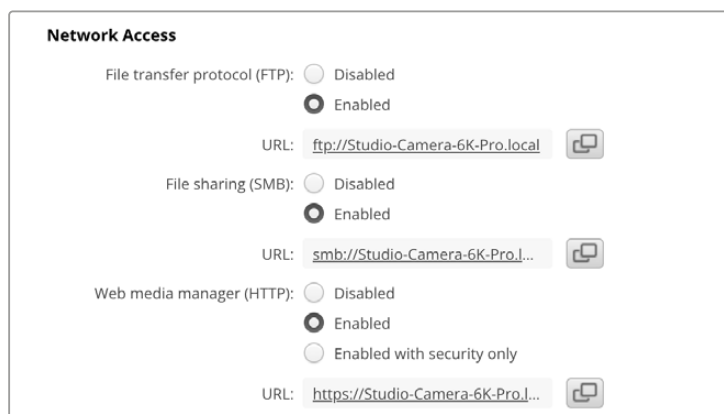 Network Access
File transfer protocol (FTP): Disabled
Enabled
URL: ftp://Studio-Camera-6K-Pro.local
File sharing (SMB): Disabled
Enabled
URL: smb://Studio-Camera-6K-Pro.l...
Web media manager (HTTP): Disabled
Enabled
Enabled with security only
URL: https://Studio-Camera-6K-Pro.l...